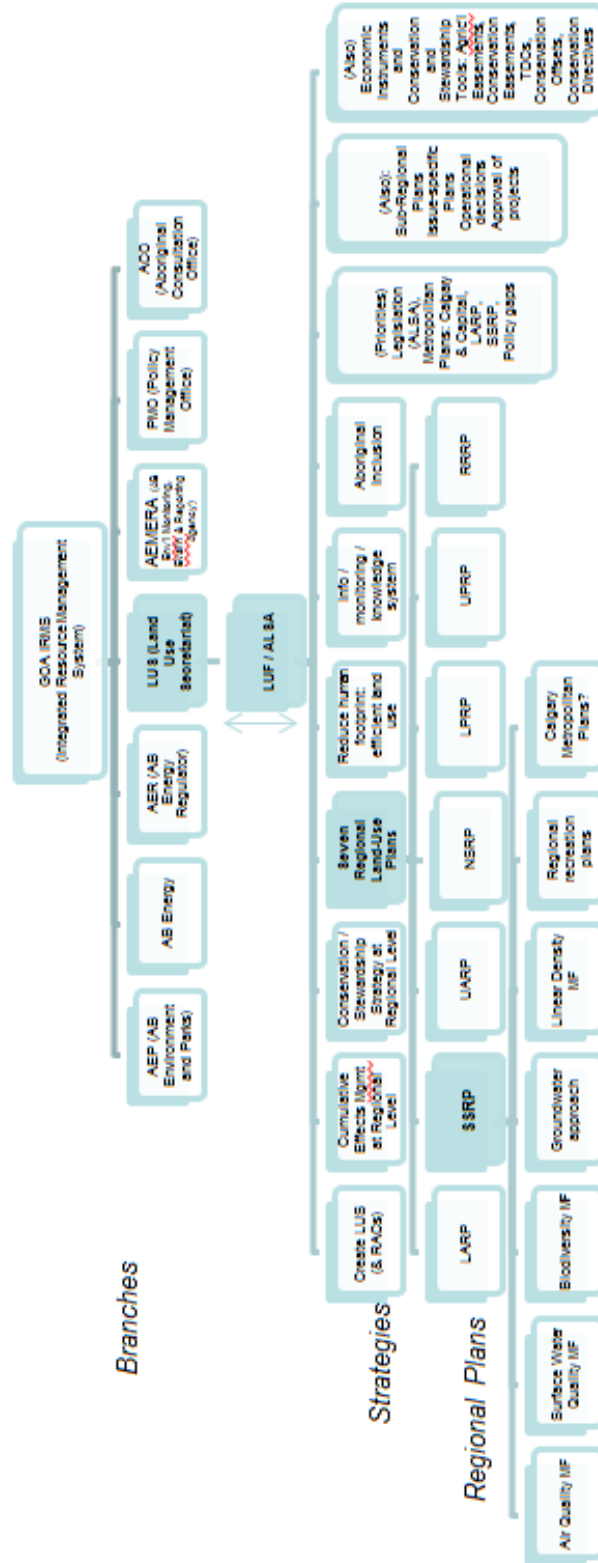 GOA IRMS
(Integrated Resource Management
System)
Branches
AEP (AB
Environment
and Parks)
AB Energy
AER (AB
Energy
Regulator)
LUS (Land
Use
Secretariat)
AEMERA (AB
Env't Monitoring,
Eval'n & Reporting
Agency)
PMO (Policy
Management
Office)
ACO
(Aboriginal
Consultation
Office)
LUF / ALSA
Strategies
Create LUS
(& RACs)
Cumulative
Effects Mgmt
at Regional
Level
Conservation /
Stewardship
Strategy at
Regional Level
Seven
Regional
Land-Use
Plans
Reduce human
footprint:
efficient land
use
Info /
monitoring /
knowledge
system
Aboriginal
Inclusion
(Priorities)
Legislation
(ALSA),
Metropolitan
Plans: Calgary
& Capital,
LARP,
SSRP,
Policy gaps
(Also):
Sub-Regional
Plans
Issue-specific
Plans
Operational
decisions
Approval of
projects
(Also)
Economic
Instruments
and
Conservation
and
Stewardship
Tools: Agric'l
Easements,
Conservation
Easements,
TDCs,
Conservation
Offsets,
Conservation
Directives
Regional Plans
LARP
SSRP
UARP
NSRP
LPRP
UPRP
RRRP
Air Quality MF
Surface Water
Quality MF
Biodiversity MF
Groundwater
approach
Linear Density
MF
Regional
recreation
plans
Calgary
Metropolitan
Plans?